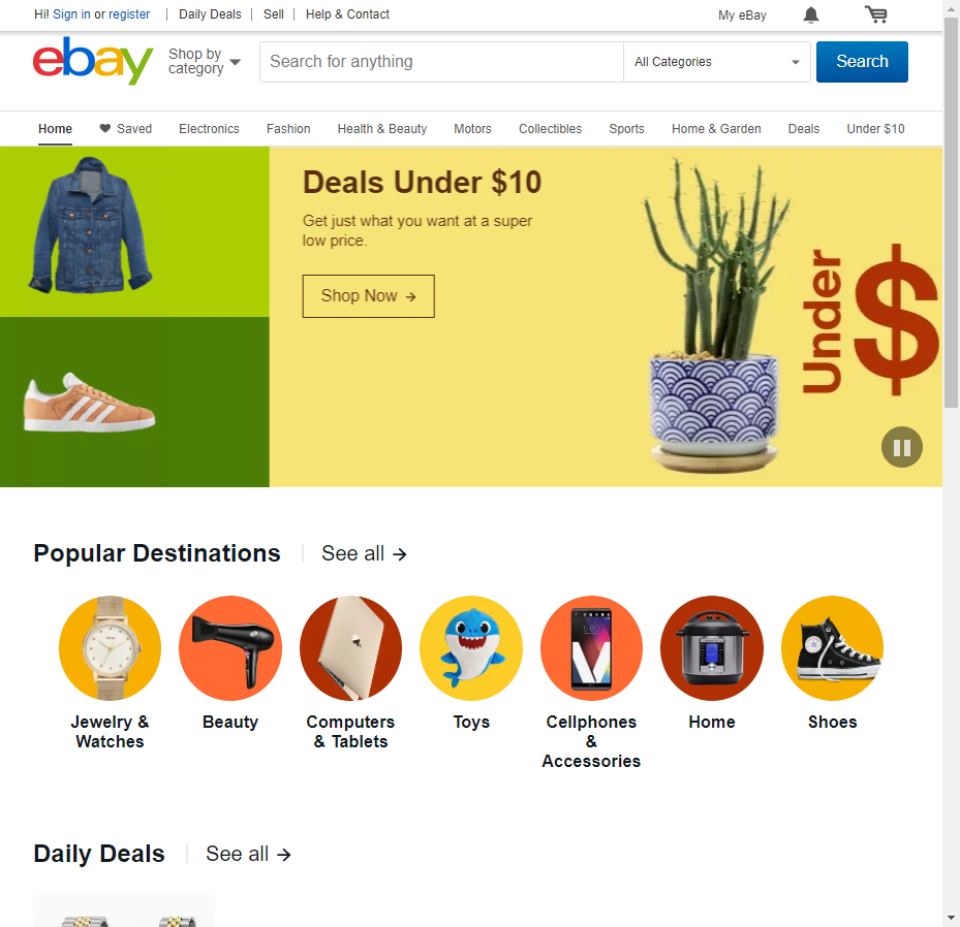 Hi! Sign in or register | Daily Deals | Sell | Help & Contact My eBay
ebay
Shop by
category
Search for anything
All Categories
Search
Home Saved Electronics Fashion Health & Beauty Motors Collectibles Sports Home & Garden Deals Under $10
Deals Under $10
Get just what you want at a super
low price.
Shop Now →
Under
$
Popular Destinations | See all →
Jewelry &
Watches
Beauty
Computers
& Tablets
Toys
Cellphones
&
Accessories
Home
Shoes
Daily Deals | See all →